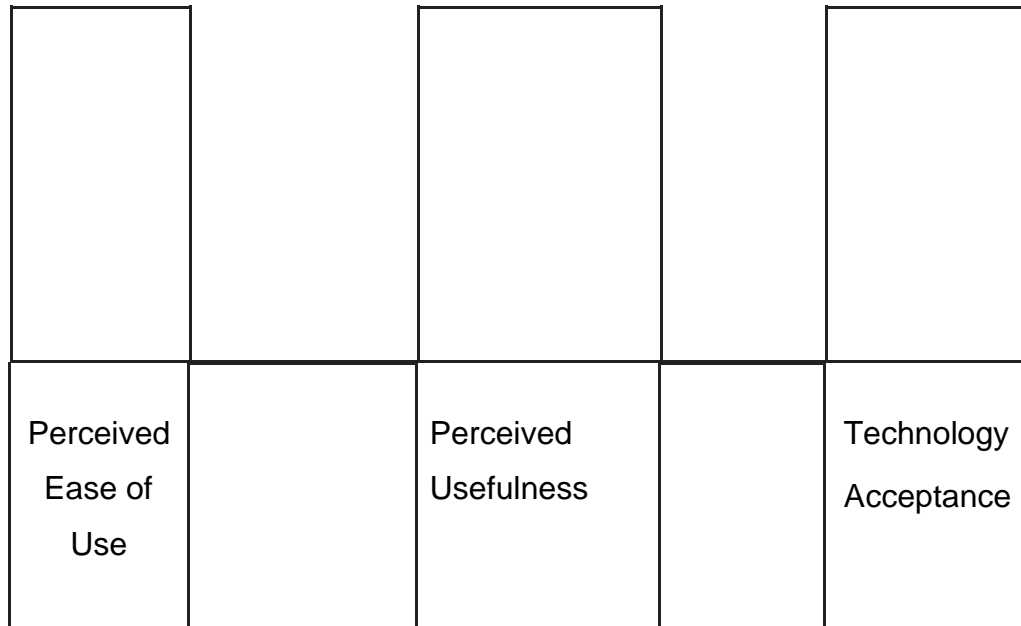 Perceived
Ease of
Use
Perceived
Usefulness
Technology
Acceptance